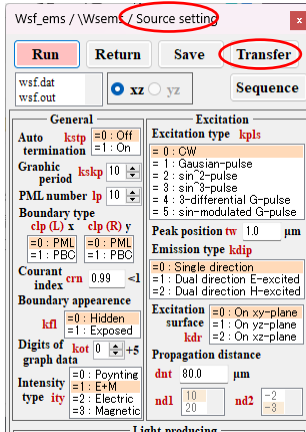 Wsf_ems / \Wsems / Source setting
x
Run Return Save Transfer
wsf.dat
wsf.out
xz yz
Sequence
General
Auto termination kstp
=0 : Off
=1 : On
Graphic period kskp 10
PML number lp 10
Boundary type
clp (L) x clp (R) y
=0 : PML
=1 : PBC
=0 : PML
=1 : PBC
Courant index crn 0.99 <1
Boundary appearence
kfl
=0 : Hidden
=1 : Exposed
Digits of graph data kot 0 +5
Intensity type ity
=0 : Poynting
=1 : E+M
=2 : Electric
=3 : Magnetic
Excitation
Excitation type kpls
= 0 : CW
= 1 : Gausian-pulse
= 2 : sin^2-pulse
= 3 : sin^3-pulse
= 4 : 3-differential G-pulse
= 5 : sin-modulated G-pulse
Peak position tw 1.0 μm
Emission type kdip
=0 : Single direction
=1 : Dual direction E-excited
=2 : Dual direction H-excited
Excitation surface kdr
=0 : On xy-plane
=1 : On yz-plane
=2 : On xz-plane
Propagation distance
dnt 80.0 μm
nd1
10
20
nd2
-2
-3
Light producing